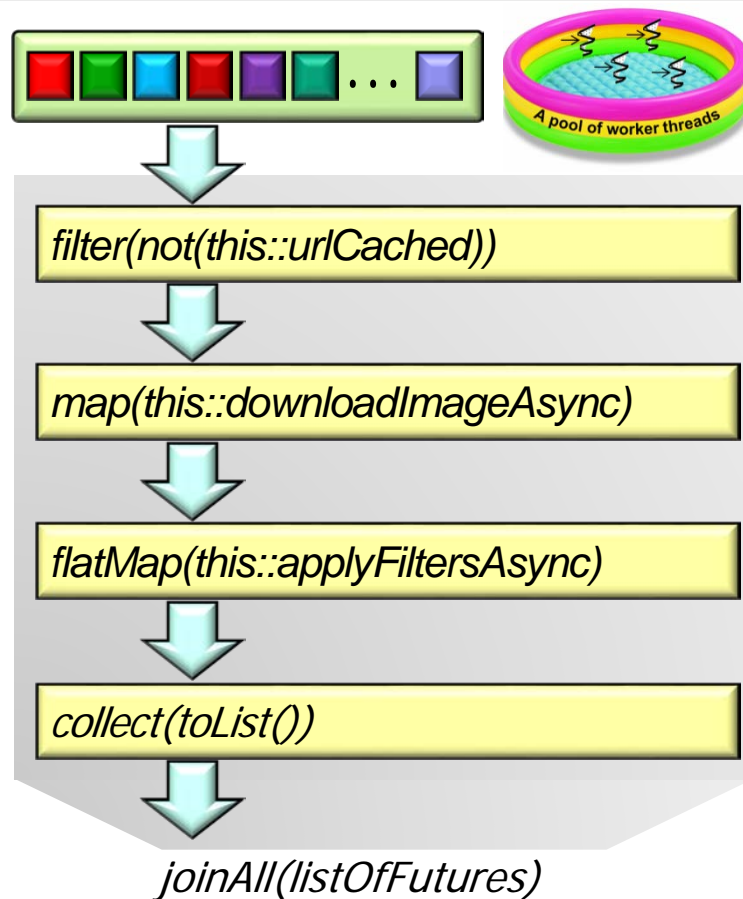 . . .
A pool of worker threads
filter(not(this::urlCached))
map(this::downloadImageAsync)
flatMap(this::applyFiltersAsync)
collect(toList())
joinAll(listOfFutures)